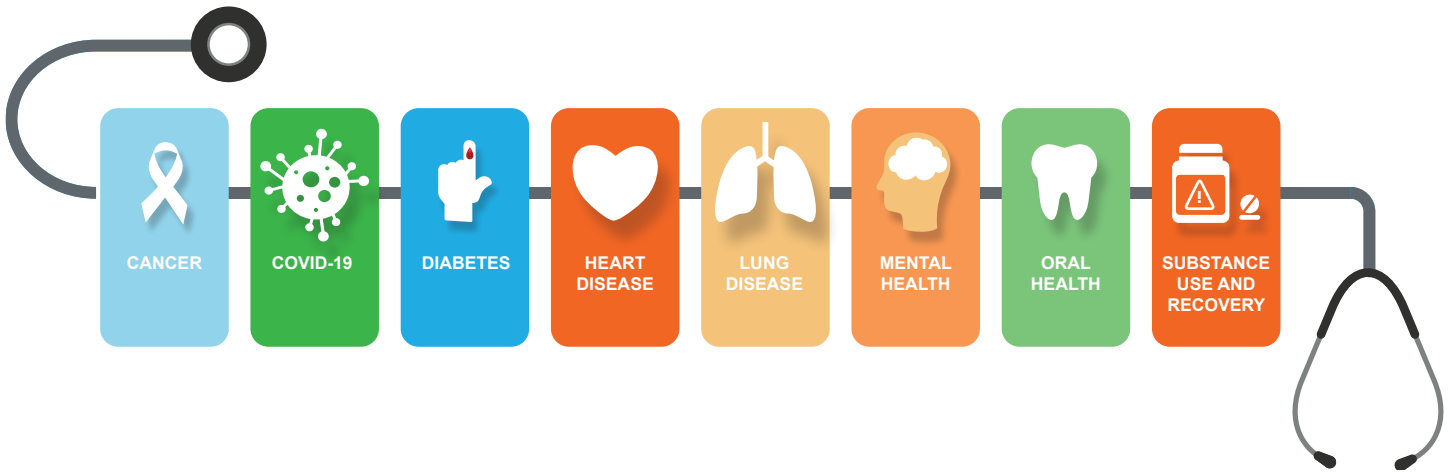 CANCER
COVID-19
DIABETES
HEART
DISEASE
LUNG
DISEASE
MENTAL
HEALTH
ORAL
HEALTH
SUBSTANCE
USE AND
RECOVERY